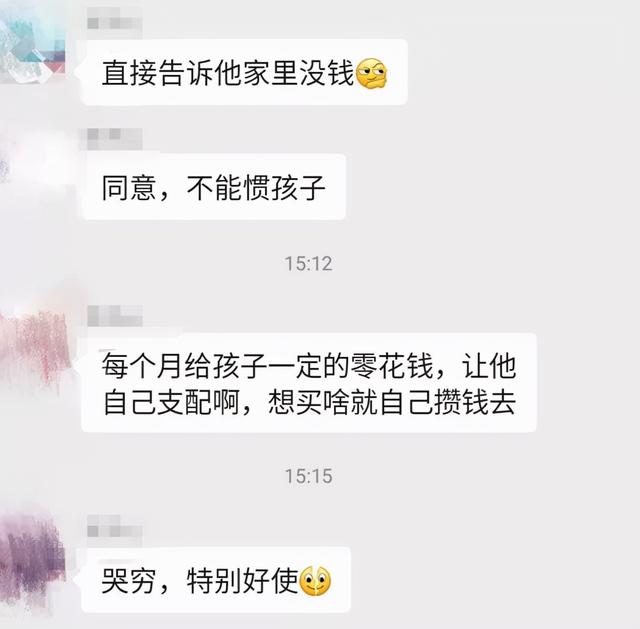 直接告诉他家里没钱
同意，不能惯孩子
15:12
每个月给孩子一定的零花钱，让他
自己支配啊，想买啥就自己攒钱去
15:15
哭穷，特别好使